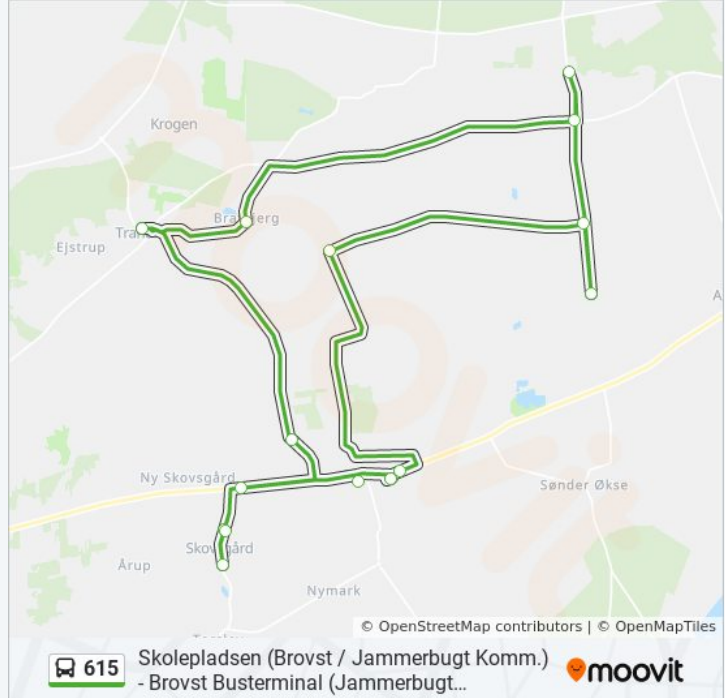 Krogen
Ejstrup
Ny Skovsgård
Sønder Økse
Årup
Nymark
© OpenStreetMap contributors | © OpenMapTiles
615
Skolepladsen (Brovst / Jammerbugt Komm.)
- Brovst Busterminal (Jammerbugt…
moovit